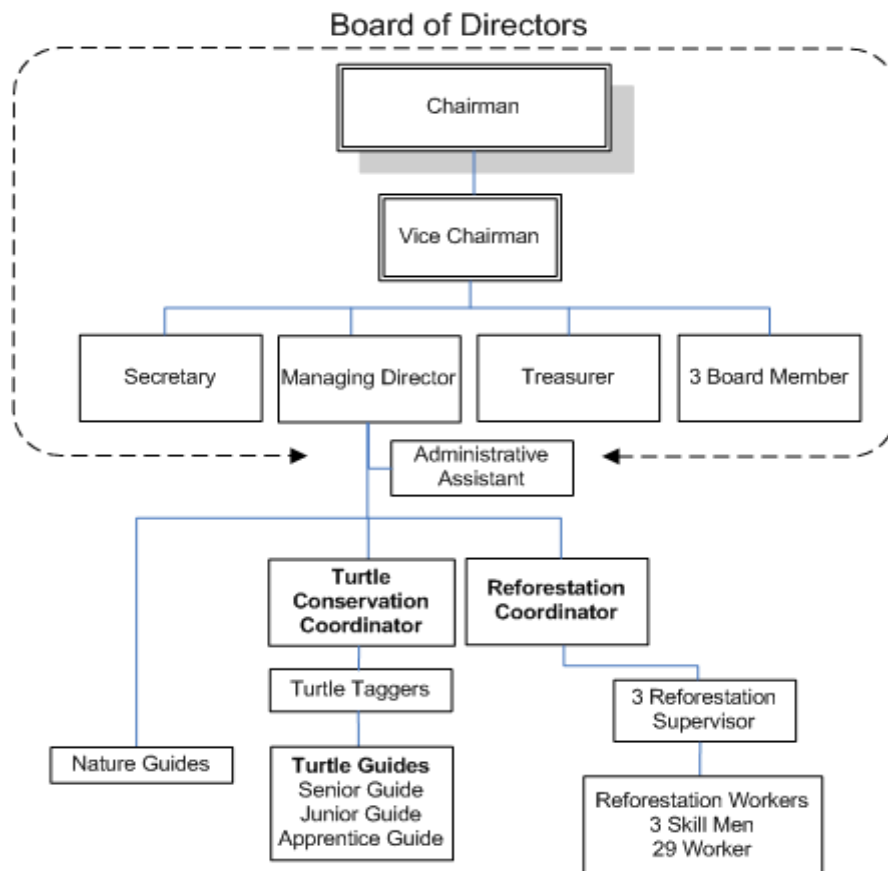 Board of Directors
Chairman
Vice Chairman
Secretary
Managing Director
Treasurer
3 Board Member
Administrative
Assistant
Turtle
Conservation
Coordinator
Reforestation
Coordinator
Turtle Taggers
3 Reforestation
Supervisor
Nature Guides
Turtle Guides
Senior Guide
Junior Guide
Apprentice Guide
Reforestation Workers
3 Skill Men
29 Worker